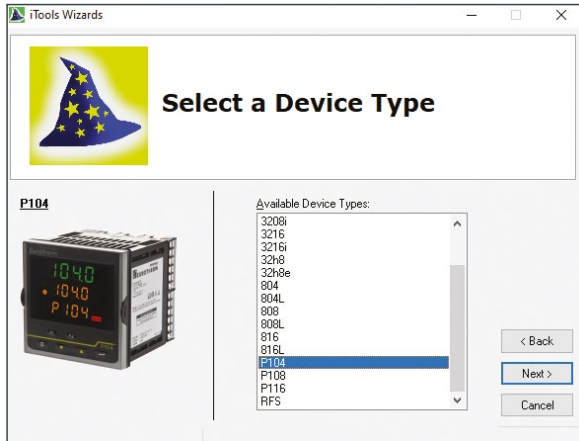 iTools Wizards
Select a Device Type
P104
104.0
104.0
P104
Available Device Types:
3208i
3216
3216i
32h8
32h8e
804
804L
808
808L
816
816L
P104
P108
P116
RFS
< Back
Next >
Cancel